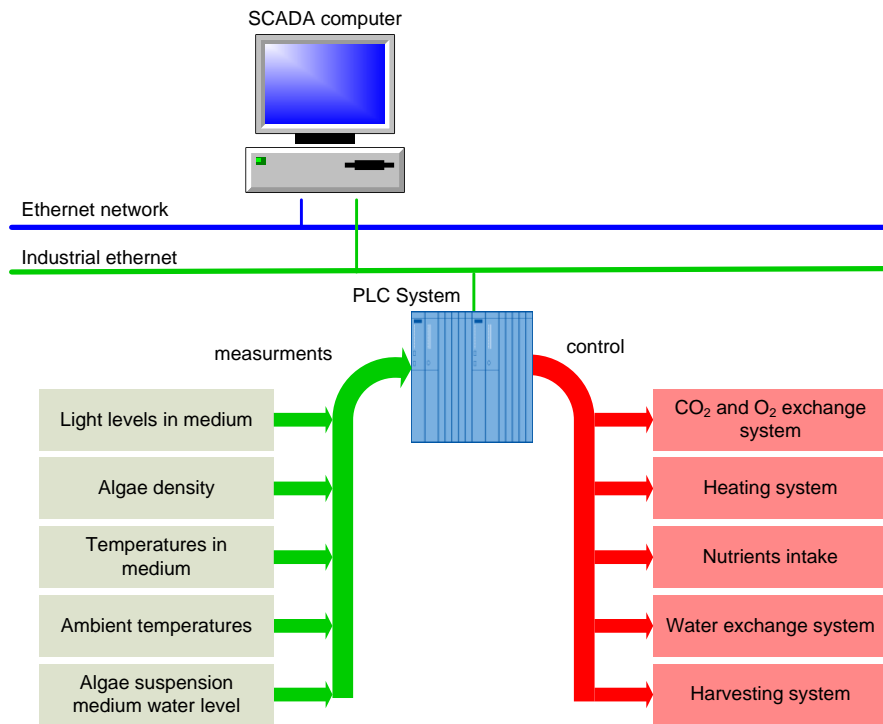 SCADA computer
Ethernet network
Industrial ethernet
PLC System
measurments
control
Light levels in medium
Algae density
Temperatures in
medium
Ambient temperatures
Algae suspension
medium water level
CO₂ and O₂ exchange
system
Heating system
Nutrients intake
Water exchange system
Harvesting system